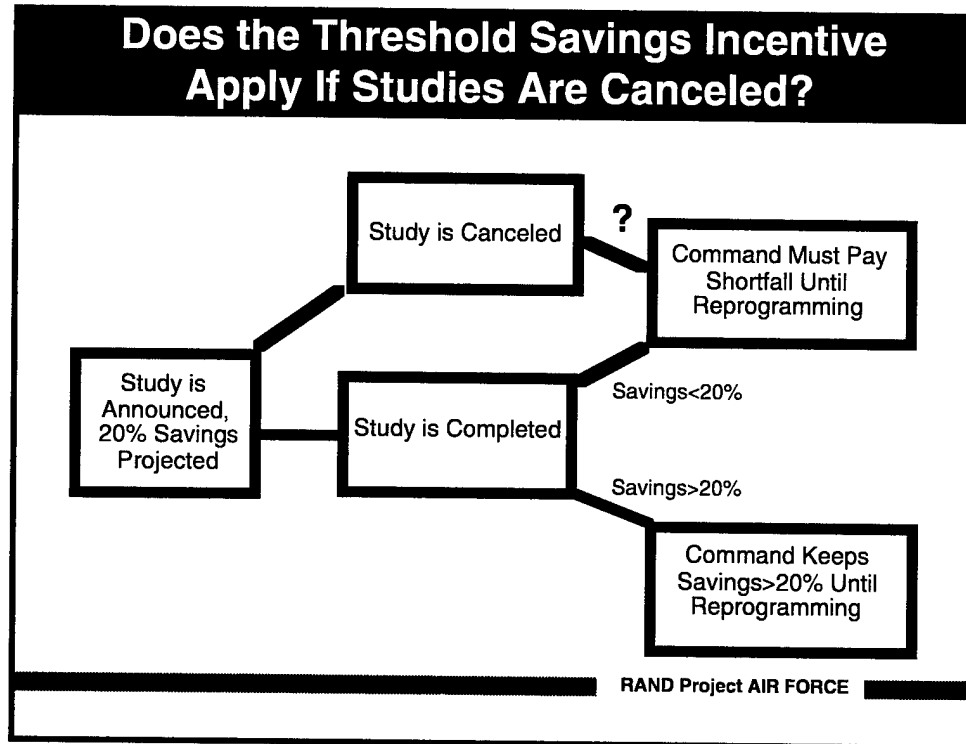 Does the Threshold Savings Incentive
Apply If Studies Are Canceled?
Study is Canceled
?
Command Must Pay
Shortfall Until
Reprogramming
Study is
Announced,
20% Savings
Projected
Study is Completed
Savings<20%
Savings>20%
Command Keeps
Savings>20% Until
Reprogramming
RAND Project AIR FORCE